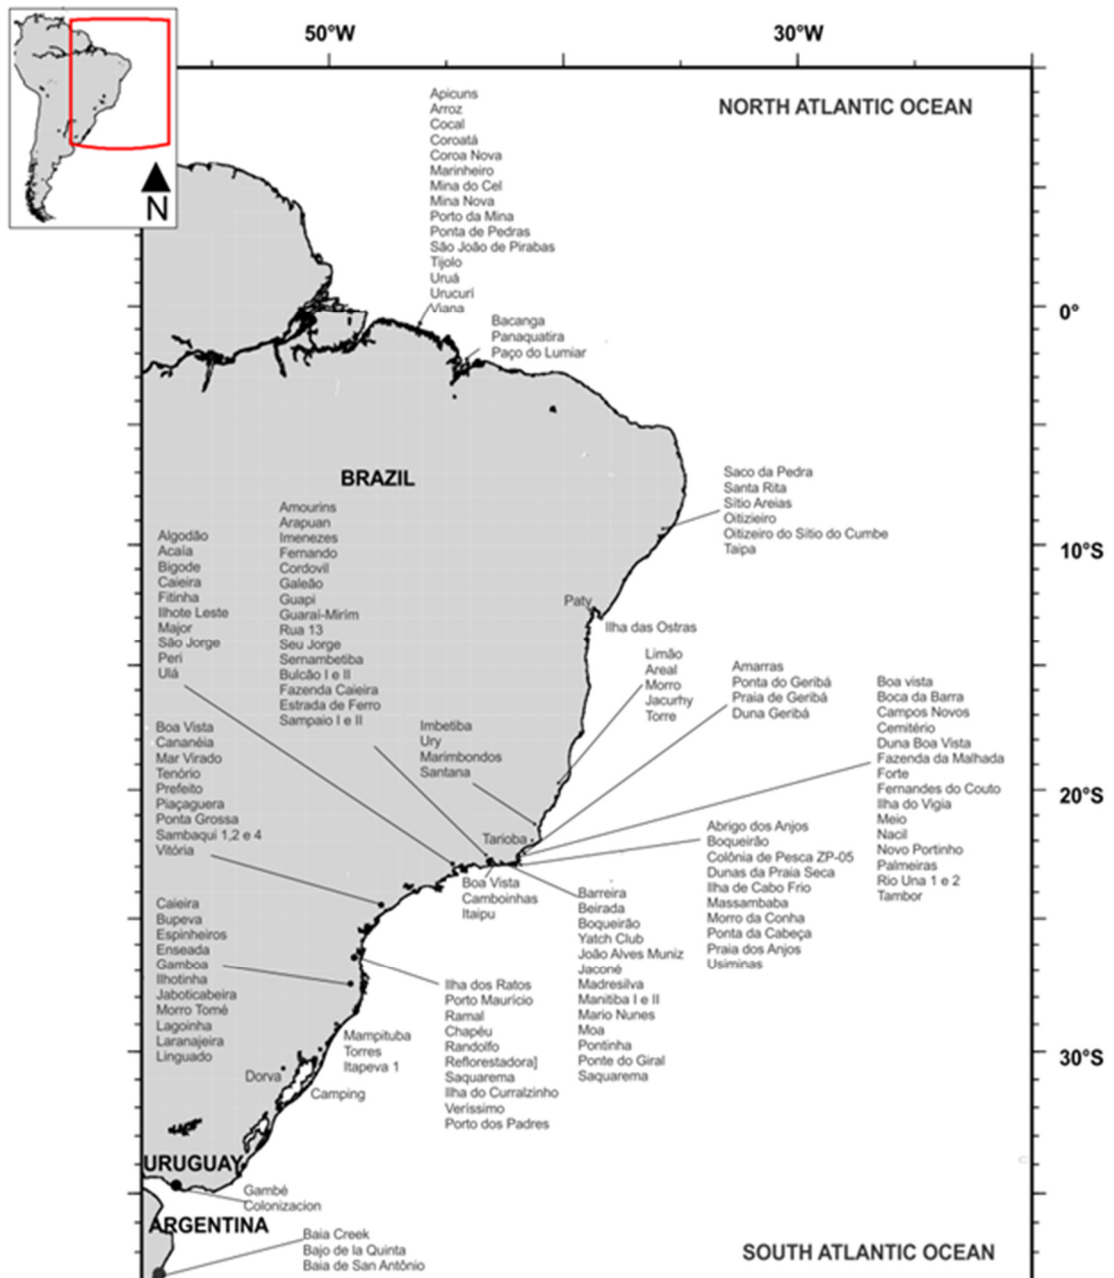 50°W
30°W
N
NORTH ATLANTIC OCEAN
Apicuns
Arroz
Cocal
Coroatá
Coroa Nova
Marinheiro
Mina do Cel
Mina Nova
Porto da Mina
Ponta de Pedras
São João de Pirabas
Tijolo
Uruá
Urucuri
Viana
0°
Bacanga
Panaquatira
Paço do Lumiar
BRAZIL
Saco da Pedra
Santa Rita
Sítio Areias
Oitizieiro
Oitizeiro do Sítio do Cumbe
Taipa
10°S
Algodão
Acaía
Bigode
Caieira
Fitinha
Ilhote Leste
Major
São Jorge
Peri
Ulá
Amourins
Arapuan
Imenezes
Fernando
Cordovil
Galeão
Guapi
Guaraí-Mirim
Rua 13
Seu Jorge
Sernambetiba
Bulcão I e II
Fazenda Caieira
Estrada de Ferro
Sampaio I e II
Paty
Ilha das Ostras
Limão
Areal
Morro
Jacurhy
Torre
Amarras
Ponta do Geribá
Praia de Geribá
Duna Geribá
Boa vista
Boca da Barra
Campos Novos
Cemitério
Duna Boa Vista
Fazenda da Malhada
Forte
Fernandes do Couto
Ilha do Vigia
Meio
Nacil
Novo Portinho
Palmeiras
Rio Una 1 e 2
Tambor
20°S
Boa Vista
Cananéia
Mar Virado
Tenório
Prefeito
Piaçaguera
Ponta Grossa
Sambaqui 1,2 e 4
Vitória
Imbetiba
Ury
Marimbondos
Santana
Tarioba
Boa Vista
Camboinhas
Itaipu
Abrigo dos Anjos
Boqueirão
Colônia de Pesca ZP-05
Dunas da Praia Seca
Ilha de Cabo Frio
Massambaba
Morro da Conha
Ponta da Cabeça
Praia dos Anjos
Usiminas
Barreira
Beirada
Boqueirão
Yatch Club
João Alves Muniz
Jaconé
Madresilva
Manitiba I e II
Mario Nunes
Moa
Pontinha
Ponte do Giral
Saquarema
Caieira
Bupeva
Espinheiros
Enseada
Gamboa
Ilhotinha
Jaboticabeira
Morro Tomé
Lagoinha
Laranajeira
Linguado
Ilha dos Ratos
Porto Maurício
Ramal
Chapéu
Randolfo
Reflorestadora]
Saquarema
Ilha do Curralzinho
Veríssimo
Porto dos Padres
Mampituba
Torres
Itapeva 1
30°S
Dorva
Camping
URUGUAY
Gambé
Colonizacion
ARGENTINA
Baia Creek
Bajo de la Quinta
Baia de San Antônio
SOUTH ATLANTIC OCEAN